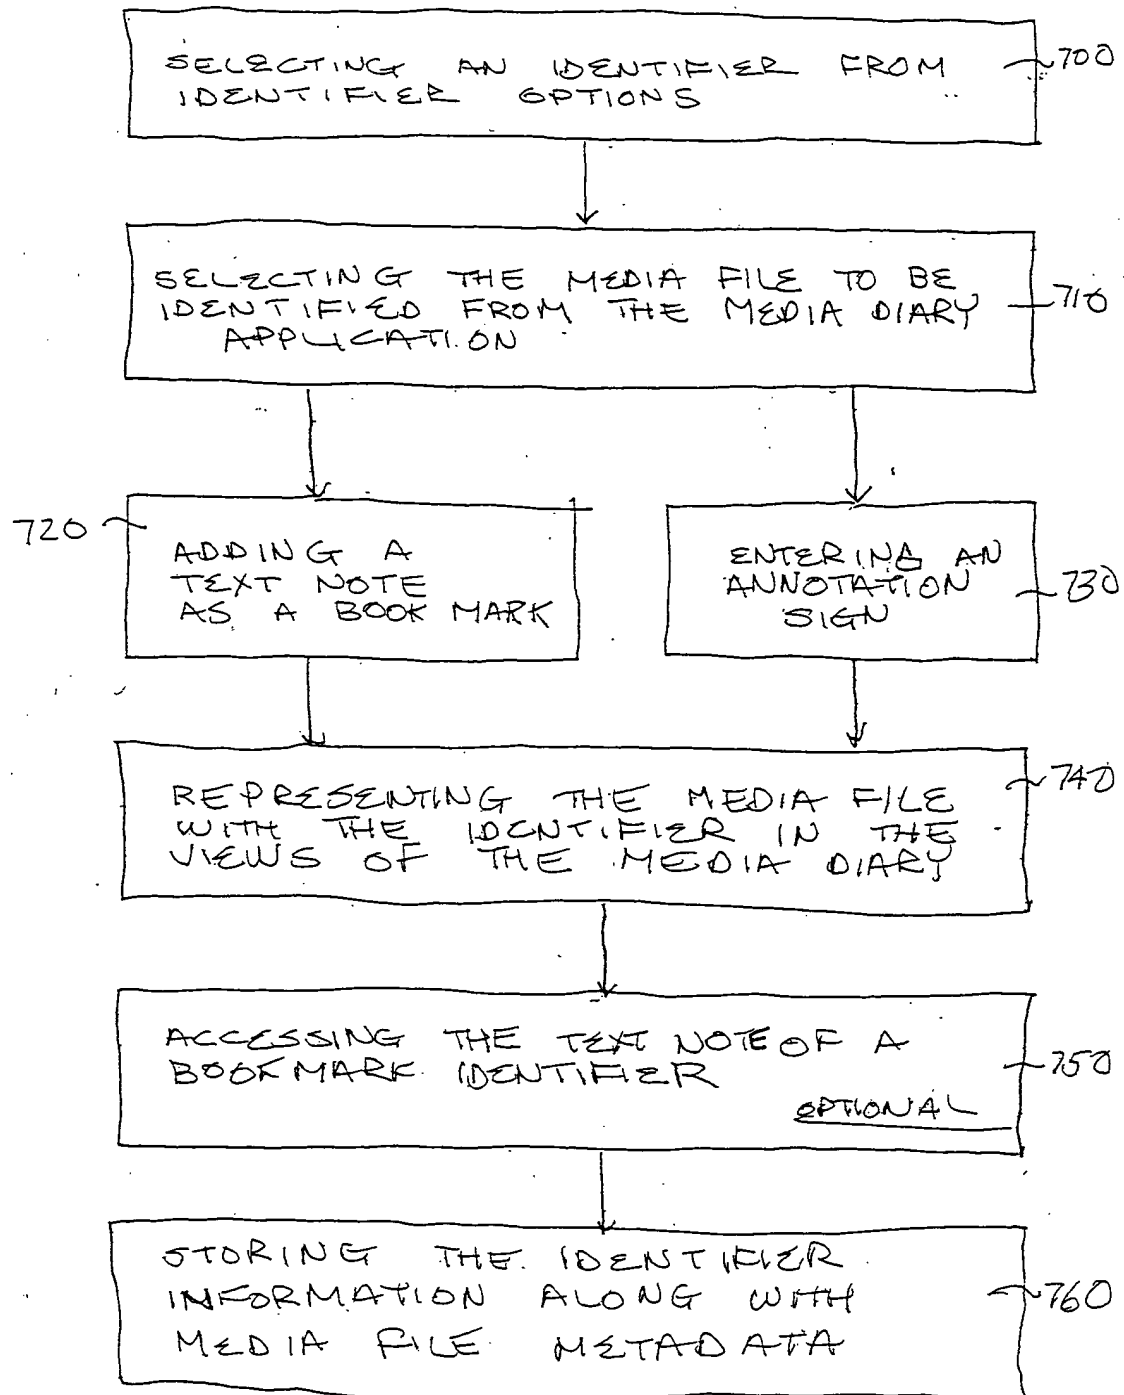 SELECTING AN IDENTIFIER FROM
IDENTIFIER OPTIONS
700
SELECTING THE MEDIA FILE TO BE
IDENTIFIED FROM THE MEDIA DIARY
APPLICATION
710
720
ADDING A
TEXT NOTE
AS A BOOK MARK
ENTERING AN
ANNOTATION
SIGN
730
REPRESENTING THE MEDIA FILE
WITH THE IDENTIFIER IN THE
VIEWS OF THE MEDIA DIARY
740
ACCESSING THE TEXT NOTE OF A
BOOKMARK IDENTIFIER
OPTIONAL
750
STORING THE IDENTIFIER
INFORMATION ALONG WITH
MEDIA FILE METADATA
760